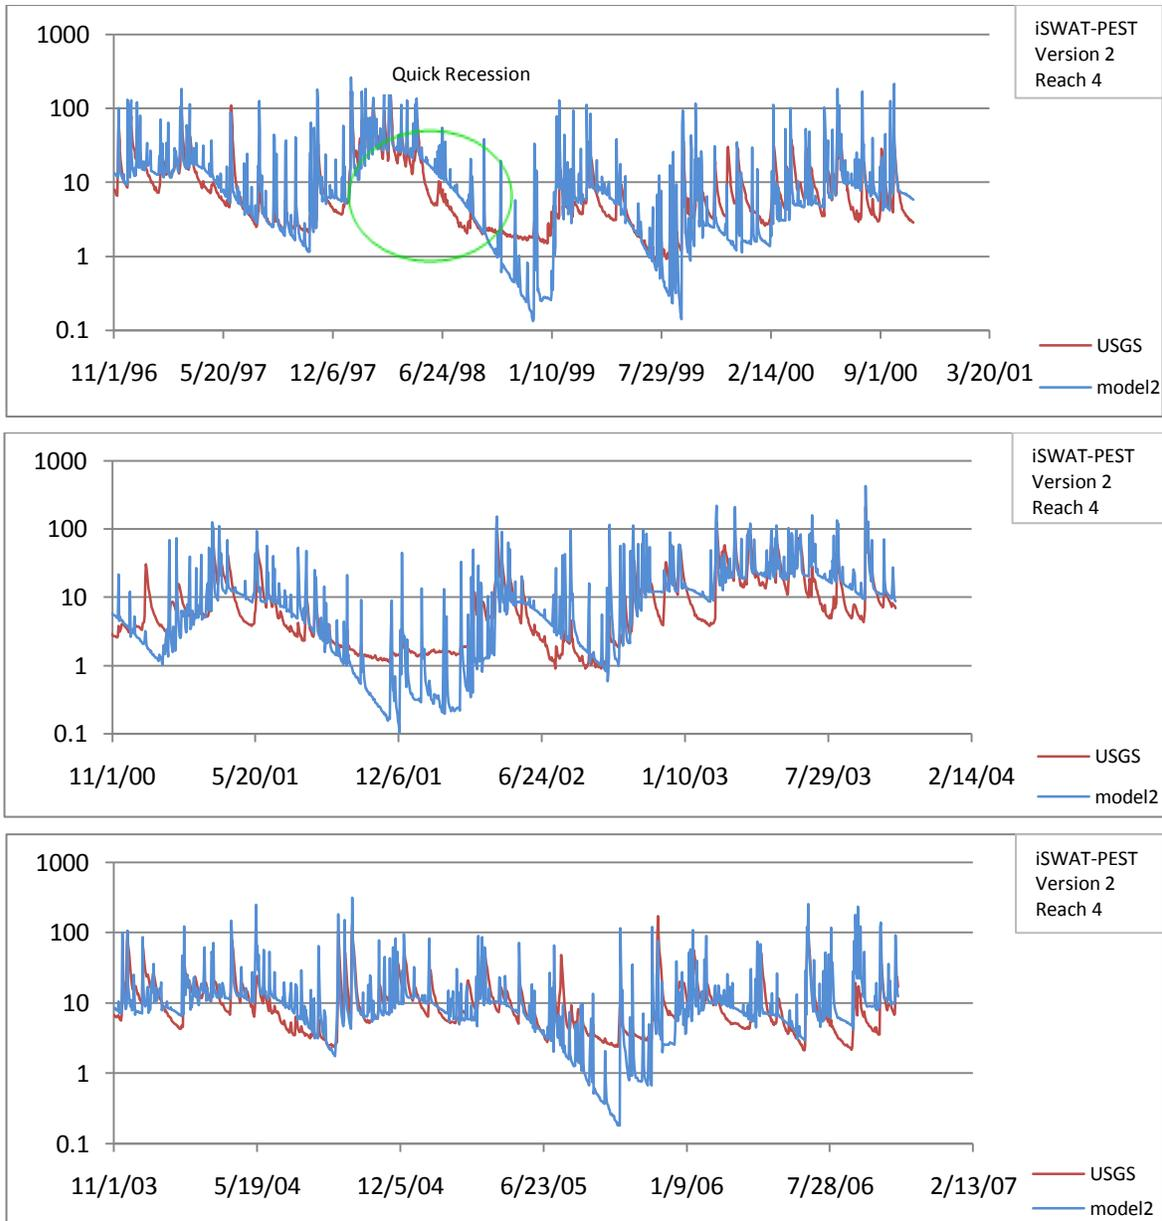 1000
100
10
1
0.1
Quick Recession
iSWAT-PEST
Version 2
Reach 4
11/1/96 5/20/97 12/6/97 6/24/98 1/10/99 7/29/99 2/14/00 9/1/00 3/20/01
USGS
model2
1000
100
10
1
0.1
iSWAT-PEST
Version 2
Reach 4
11/1/00 5/20/01 12/6/01 6/24/02 1/10/03 7/29/03 2/14/04
USGS
model2
1000
100
10
1
0.1
iSWAT-PEST
Version 2
Reach 4
11/1/03 5/19/04 12/5/04 6/23/05 1/9/06 7/28/06 2/13/07
USGS
model2